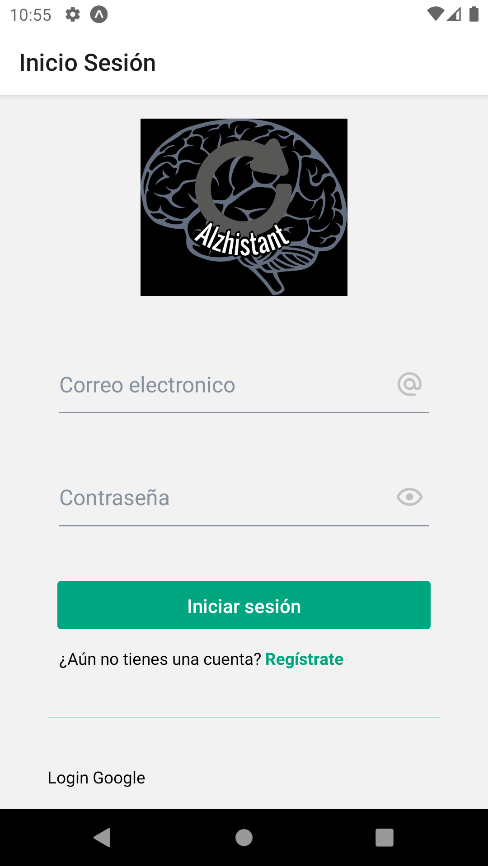 10:55
Inicio Sesión
Alzhistant
Correo electronico
Contraseña
Iniciar sesión
¿Aún no tienes una cuenta? Regístrate
Login Google